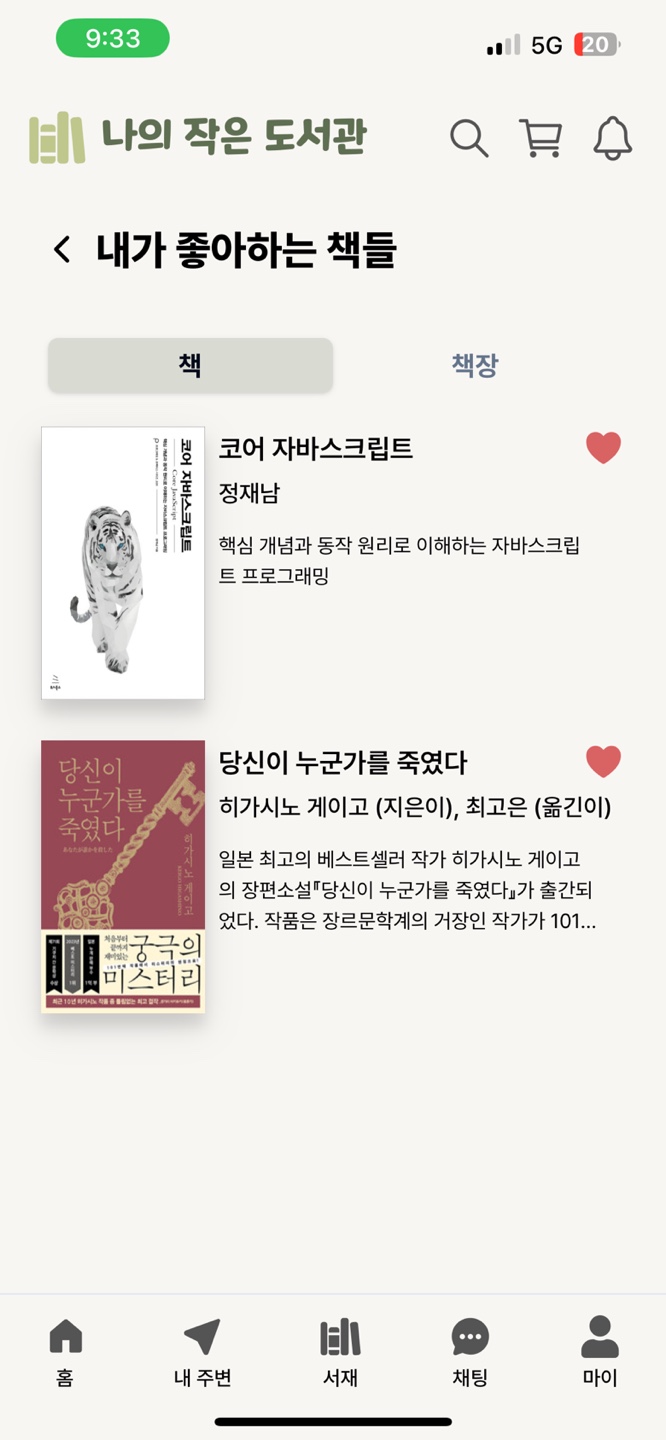 9:33
5G
20
나의 작은 도서관
내가 좋아하는 책들
책
책장
코어 자바스크립트
Core JavaScript
코어 자바스크립트
정재남
핵심 개념과 동작 원리로 이해하는 자바스크립
트 프로그래밍
당신이
누군가를
죽였다
あなたが誰かを殺した
히가시노 게이고
처음부터
끝까지
재미있는
궁극의
미스터리
당신이 누군가를 죽였다
히가시노 게이고 (지은이), 최고은 (옮긴이)
일본 최고의 베스트셀러 작가 히가시노 게이고
의 장편소설『당신이 누군가를 죽였다』가 출간되
었다. 작품은 장르문학계의 거장인 작가가 101...
홈
내 주변
서재
채팅
마이